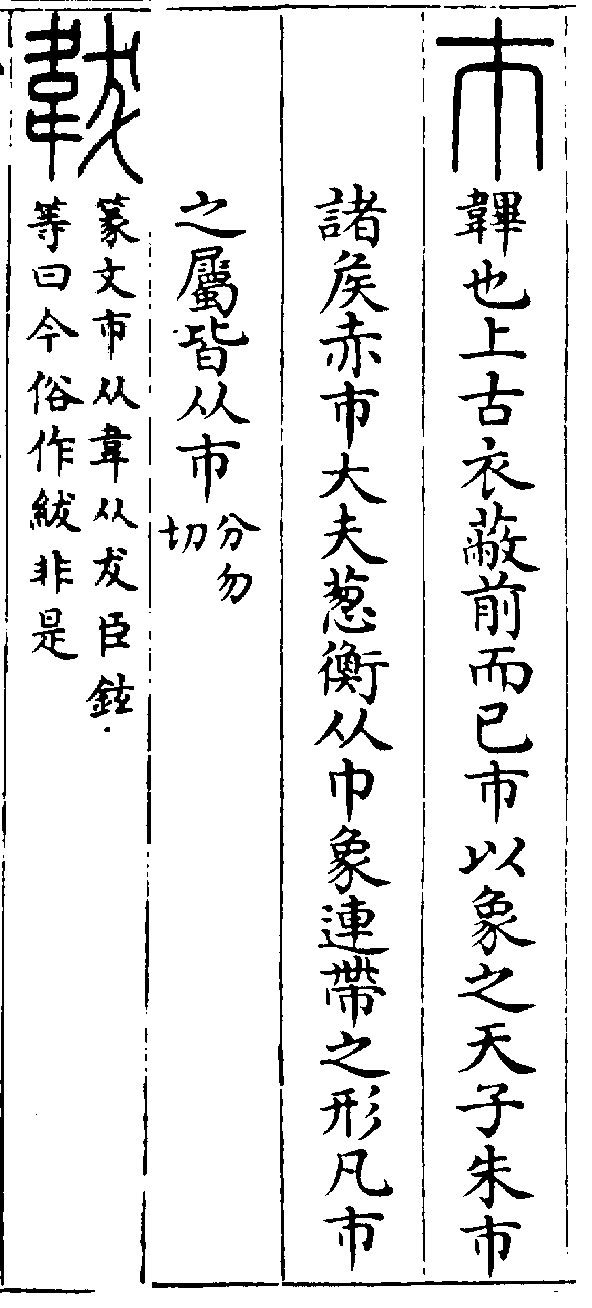 市韠也上古衣蔽前而已市以象之天子朱市
諸矦赤市大夫葱衡从巾象連帶之形凡市
之屬皆从市分勿
切
韍篆文市从韋从犮臣鉉
等曰今俗作紱非是